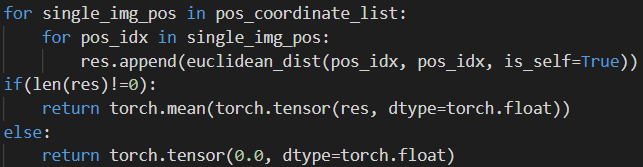 for single_img_pos in pos_coordinate_list:
    for pos_idx in single_img_pos:
        res.append(euclidean_dist(pos_idx, pos_idx, is_self=True))
if(len(res)!=0):
    return torch.mean(torch.tensor(res, dtype=torch.float))
else:
    return torch.tensor(0.0, dtype=torch.float)